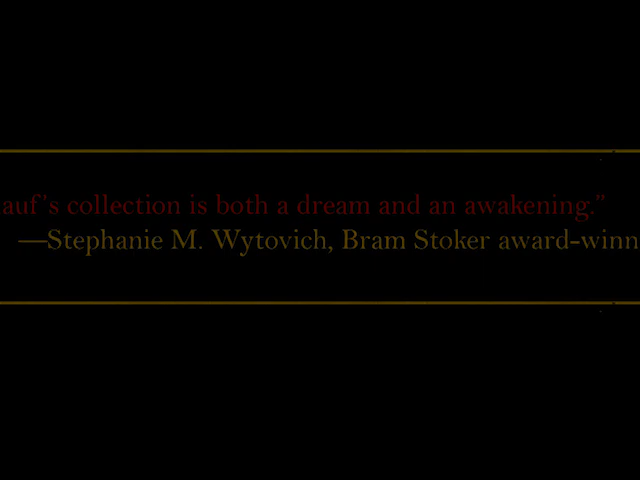 auf's collection is both a dream and an awakening.”
—Stephanie M. Wytovich, Bram Stoker award-winn